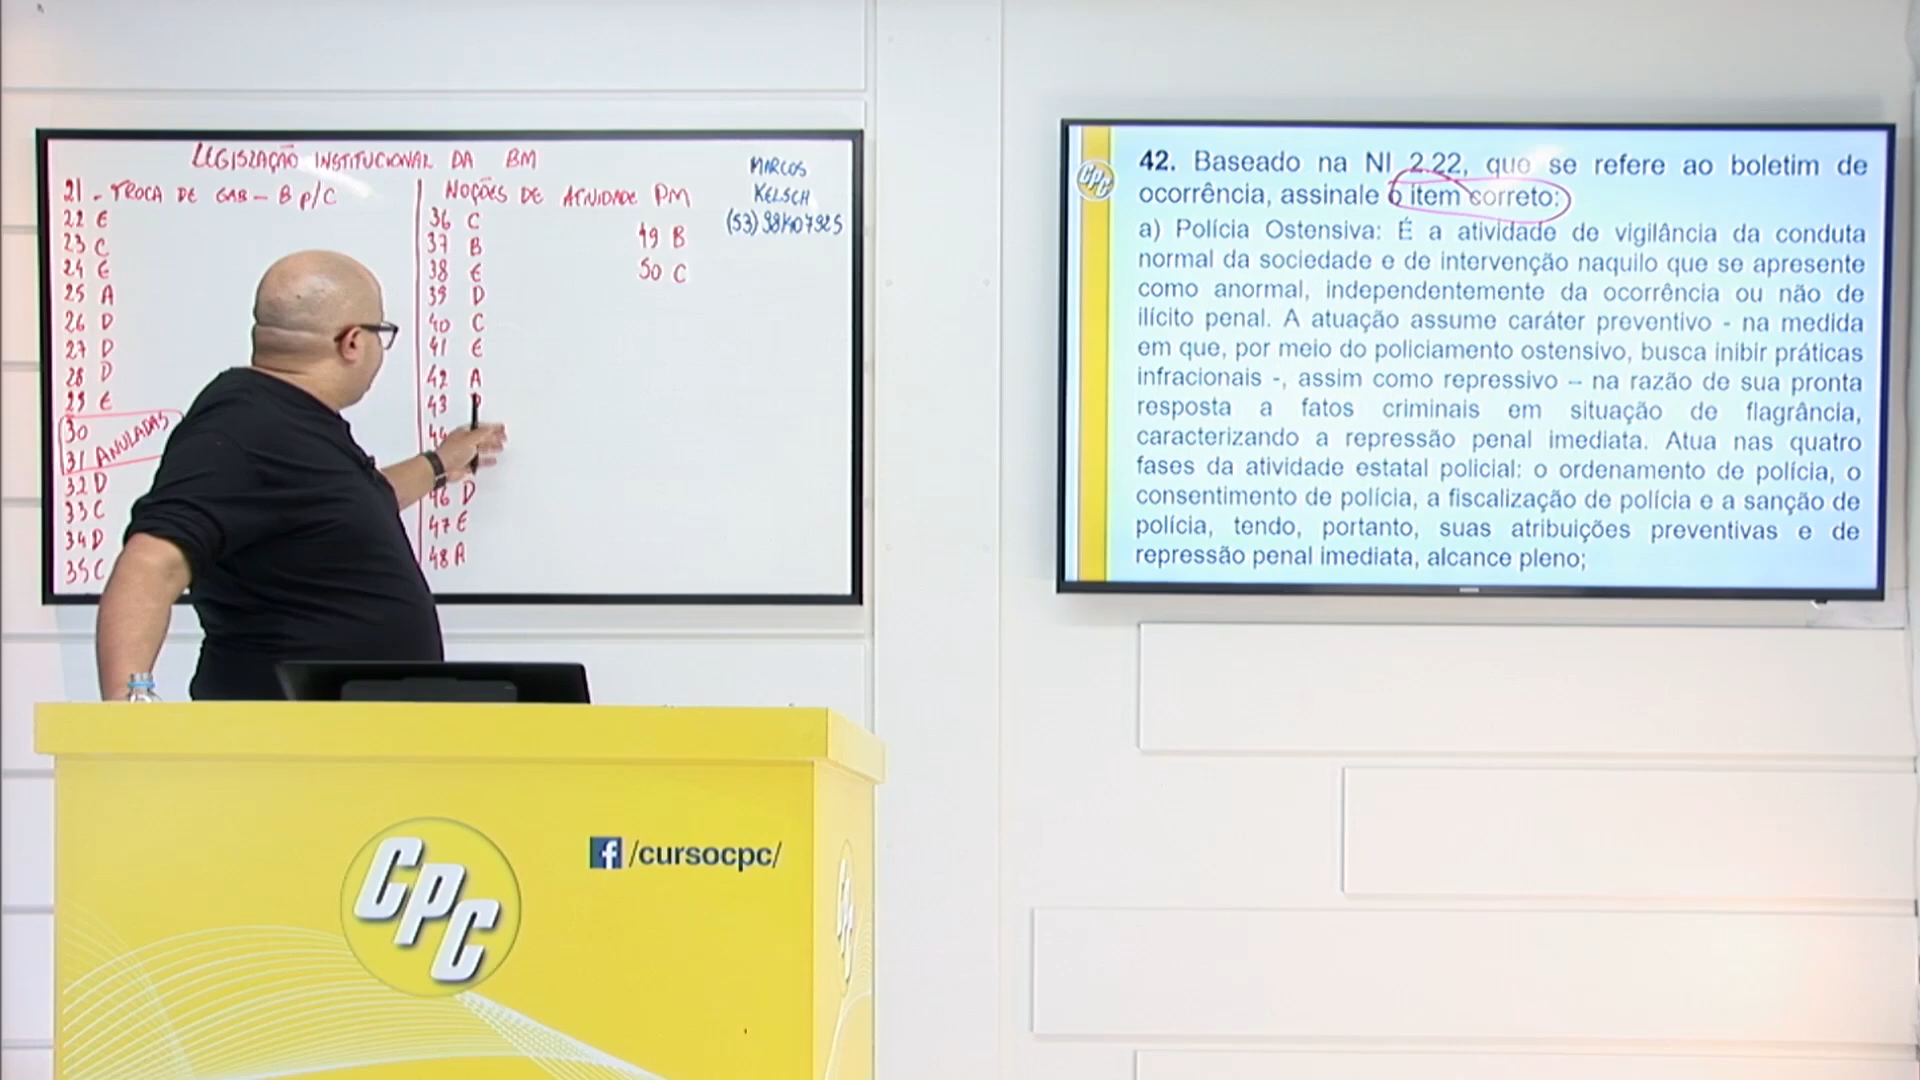 LEGISLAÇÃO INSTITUCIONAL DA BM
21 - TROCA DE GAB - B p/C
22 E
23 C
24 E
25 A
26 D
27 D
28 D
29 E
30
31 ANULADAS
32 D
33 C
34 D
35 C
NOÇÕES DE ATIVIDADE PM
36 C
37 B
38 E
39 D
40 C
41 E
42 A
43
46 D
47 E
48 A
49 B
50 C
MARCOS
KELSCH
(53)
42. Baseado na NI 2.22, que se refere ao boletim de
ocorrência, assinale o item correto:
a) Polícia Ostensiva: É a atividade de vigilância da conduta
normal da sociedade e de intervenção naquilo que se apresente
como anormal, independentemente da ocorrência ou não de
ilícito penal. A atuação assume caráter preventivo - na medida
em que, por meio do policiamento ostensivo, busca inibir práticas
infracionais -, assim como repressivo – na razão de sua pronta
resposta a fatos criminais em situação de flagrância,
caracterizando a repressão penal imediata. Atua nas quatro
fases da atividade estatal policial: o ordenamento de polícia, o
consentimento de polícia, a fiscalização de polícia e a sanção de
polícia, tendo, portanto, suas atribuições preventivas e de
repressão penal imediata, alcance pleno;
CPC
CPC
f /cursocpc/